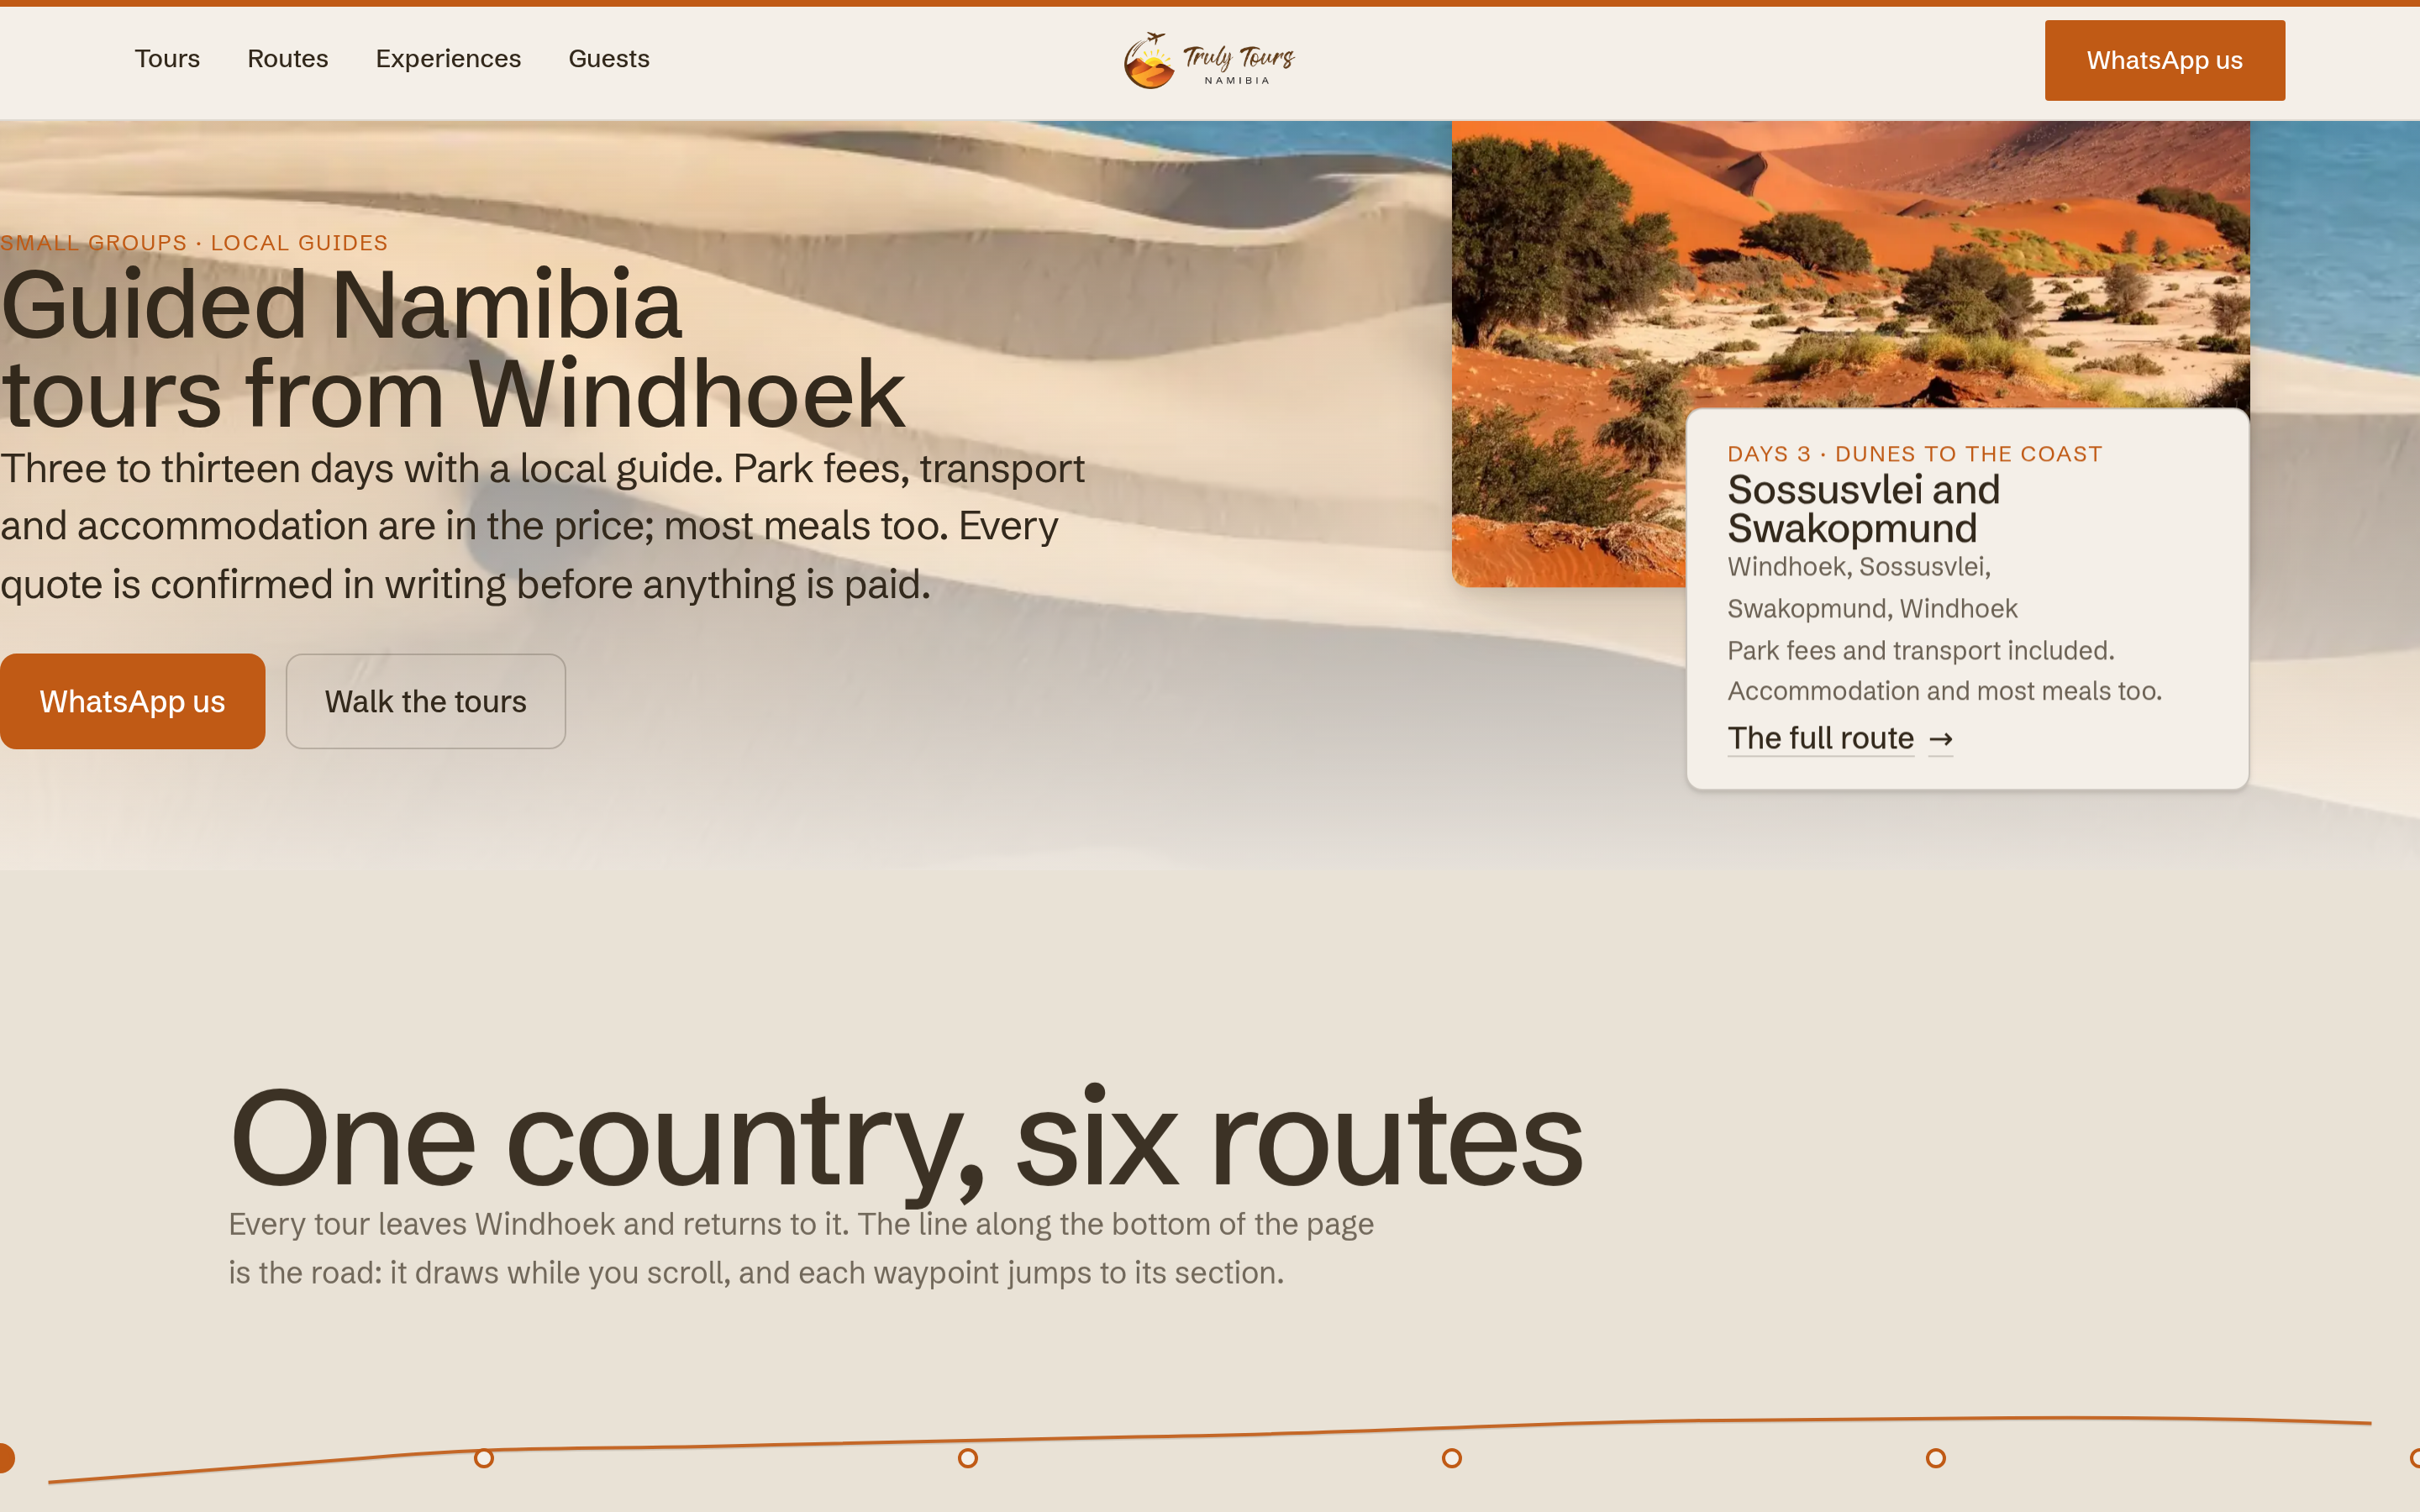 Tours
Routes
Experiences
Guests
Truly Tours
NAMIBIA
WhatsApp us
SMALL GROUPS · LOCAL GUIDES
Guided Namibia
tours from Windhoek
Three to thirteen days with a local guide. Park fees, transport
and accommodation are in the price; most meals too. Every
quote is confirmed in writing before anything is paid.
WhatsApp us
Walk the tours
DAYS 3 · DUNES TO THE COAST
Sossusvlei and
Swakopmund
Windhoek, Sossusvlei,
Swakopmund, Windhoek
Park fees and transport included.
Accommodation and most meals too.
The full route →
One country, six routes
Every tour leaves Windhoek and returns to it. The line along the bottom of the page
is the road: it draws while you scroll, and each waypoint jumps to its section.